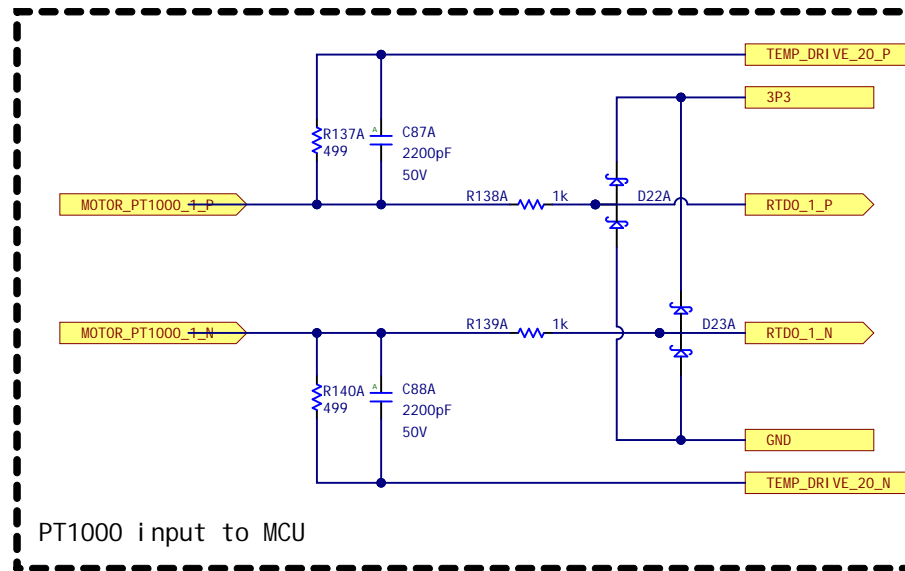 TEMP_DRIVE_20_P
3P3
R137A
499
A
C87A
2200pF
50V
MOTOR_PT1000_1_P
R138A
1k
D22A
RTD0_1_P
MOTOR_PT1000_1_N
R139A
1k
D23A
RTD0_1_N
R140A
499
A
C88A
2200pF
50V
GND
TEMP_DRIVE_20_N
PT1000 input to MCU